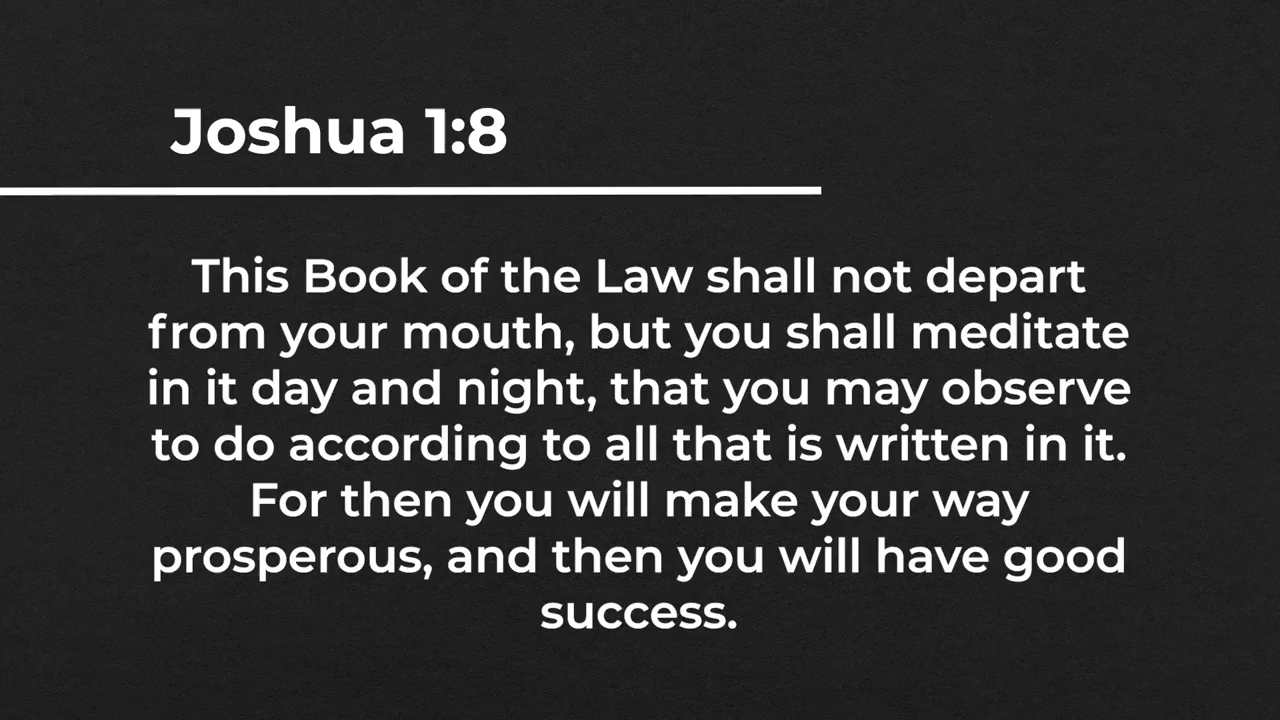 Joshua 1:8
This Book of the Law shall not depart
from your mouth, but you shall meditate
in it day and night, that you may observe
to do according to all that is written in it.
For then you will make your way
prosperous, and then you will have good
success.